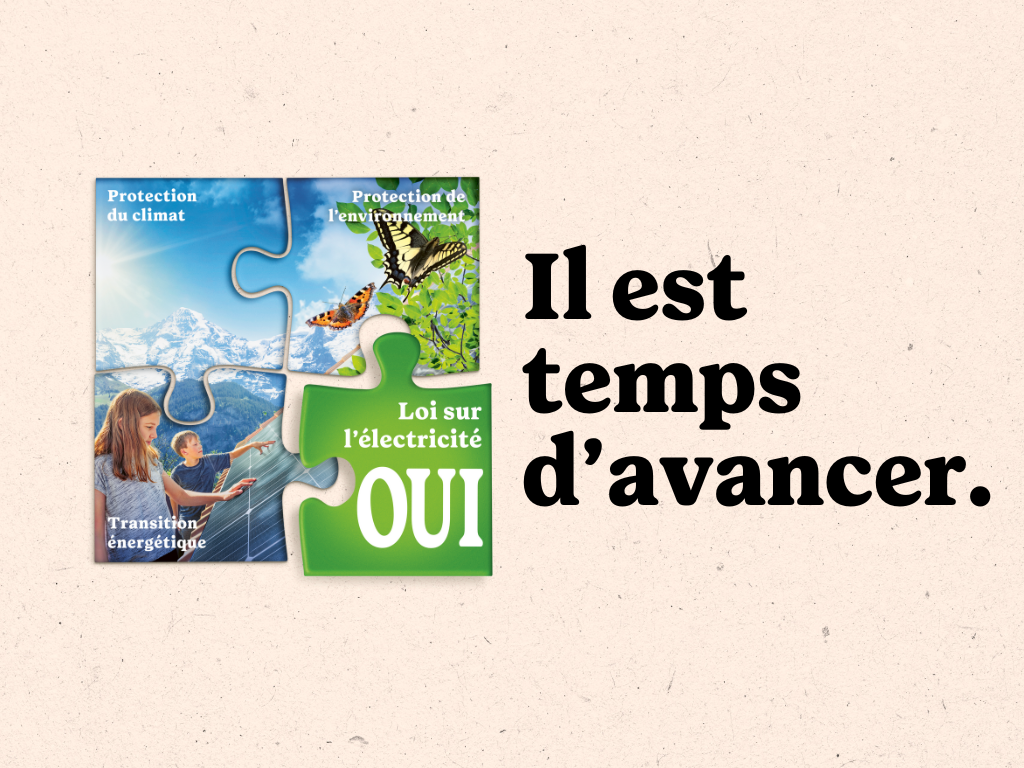 Protection
du climat
Protection de
l'environnement
Transition
énergétique
Loi sur
l'électricité
OUI
Il est
temps
d'avancer.